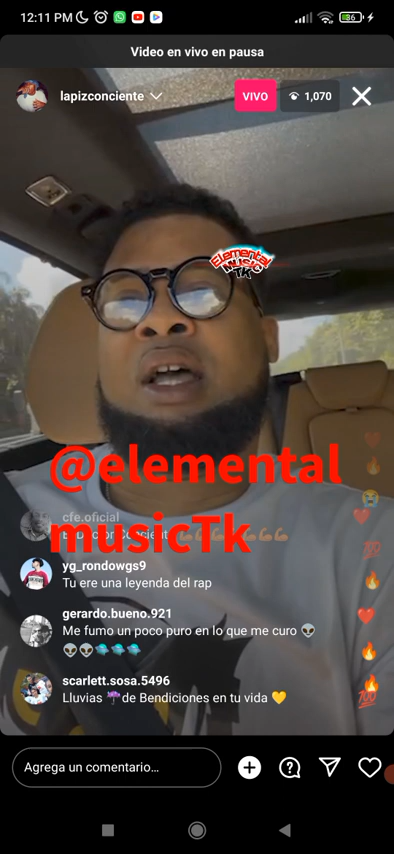 12:11 PM
36
Video en vivo en pausa
lapizconciente
VIVO
1,070
Elemental
MUSIC
TK
@elemental
musicTk
cfe.oficial
yg_rondowgs9
Tu ere una leyenda del rap
gerardo.bueno.921
Me fumo un poco puro en lo que me curo 👽
👽👽🛸🛸🛸
scarlett.sosa.5496
Lluvias ☔de Bendiciones en tu vida 💛
Agrega un comentario...